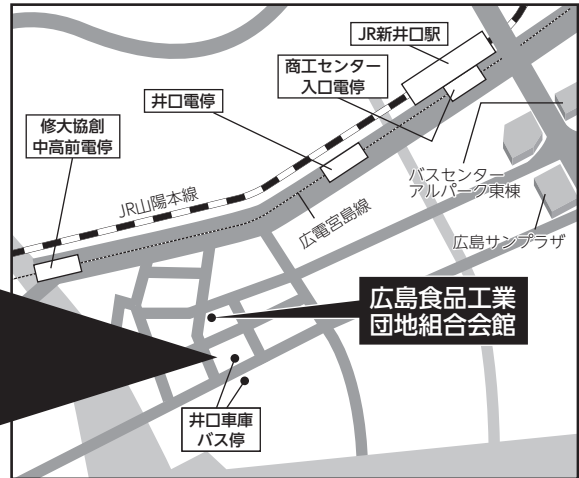 JR新井口駅
商工センター
入口電停
井口電停
修大協創
中高前電停
バスセンター
アルパーク東棟
JR山陽本線
広電宮島線
広島サンプラザ
広島食品工業
団地組合会館
井口車庫
バス停